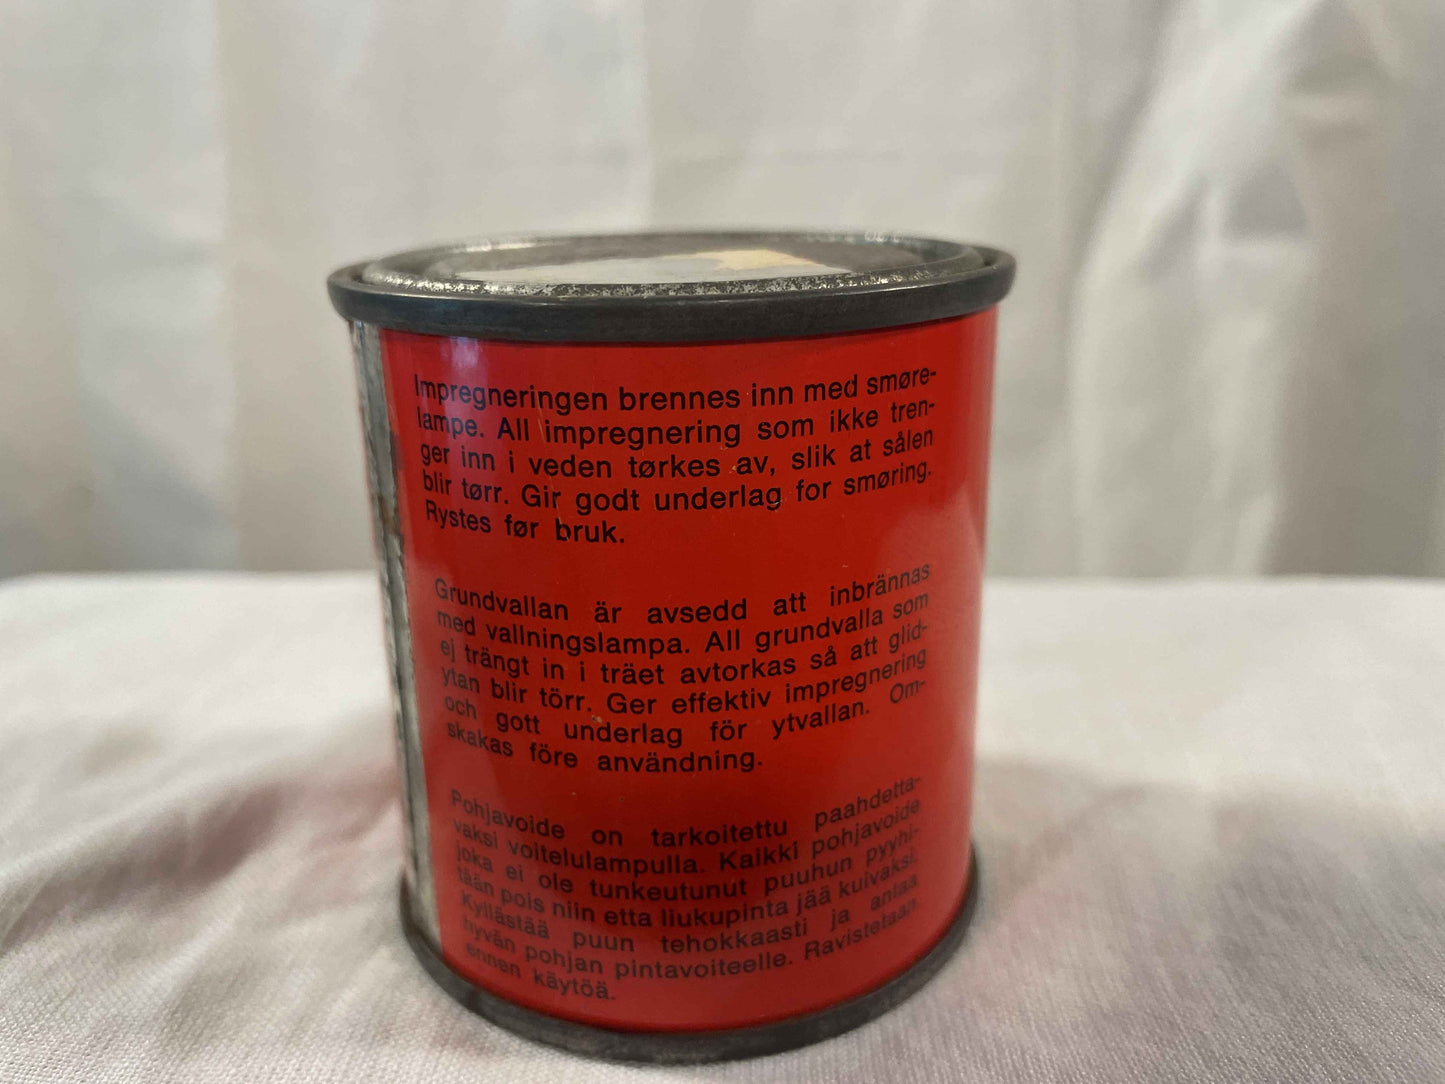 Impregneringen brennes inn med smøre-
lampe. All impregnering som ikke tren-
ger inn i veden tørkes av, slik at sålen
blir tørr. Gir godt underlag for smøring.
Rystes før bruk.
Grundvallan är avsedd att inbrännas
med vallningslampa. All grundvalla som
ej trängt in i träet avtorkas så att glid-
ytan blir törr. Ger effektiv impregnering
och gott underlag för ytvallan. Om-
skakas före användning.
Pohjavoide on tarkoitettu paahdetta-
vaksi voitelulampulla. Kaikki pohjavoide
joka ei ole tunkeutunut puuhun pyyhi-
tään pois niin etta liukupinta jää kuivaksi.
Kyllästää puun tehokkaasti ja antaa
hyvän pohjan pintavoiteelle. Ravistetaan
ennen käytöä.